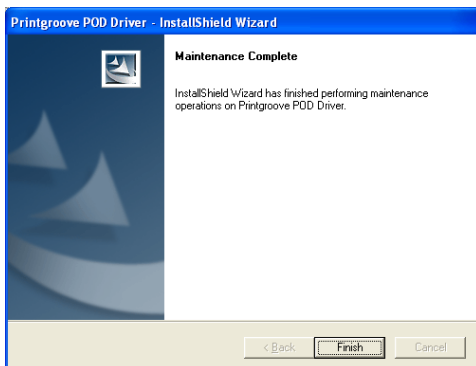 Printgroove POD Driver - InstallShield Wizard
Maintenance Complete
InstallShield Wizard has finished performing maintenance
operations on Printgroove POD Driver.
< Back
Finish
Cancel